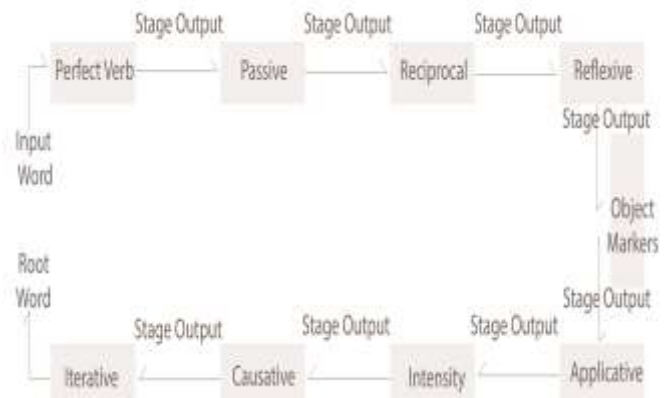 Stage Output Stage Output Stage Output
Perfect Verb Passive Reciprocal Reflexive
Stage Output
Input
Word
Object
Markers
Root
Word
Stage Output
Stage Output Stage Output Stage Output
Iterative Causative Intensity Applicative